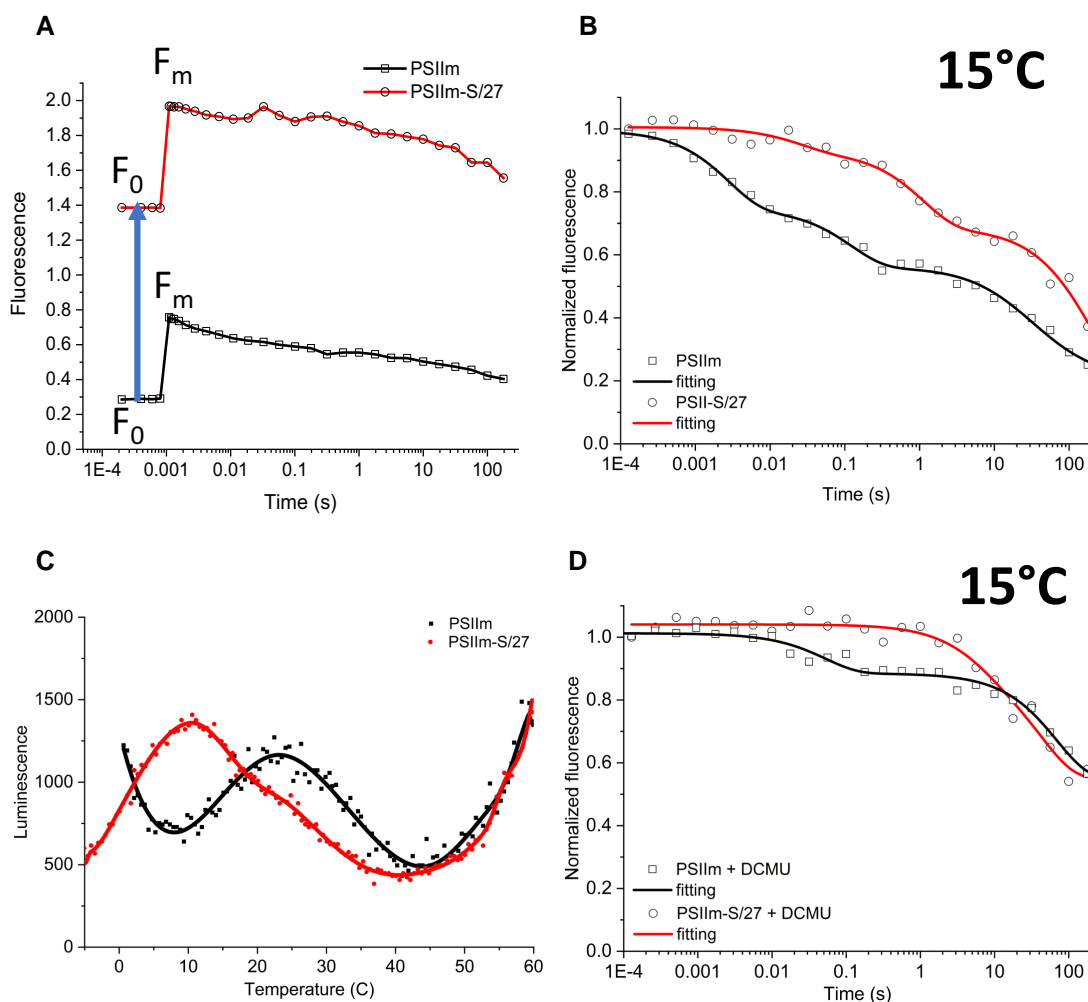 A
Fm
PSIIm
PSIIm-S/27
2.0
1.8
1.6
1.4
1.2
1.0
0.8
0.6
0.4
0.2
0.0
F0
Fm
F0
Fluorescence
1E-4 0.001 0.01 0.1 1 10 100
Time (s)
B
15°C
1.0
0.8
0.6
0.4
0.2
0.0
Normalized fluorescence
PSIIm
fitting
PSII-S/27
fitting
1E-4 0.001 0.01 0.1 1 10 100
Time (s)
C
2000
1500
1000
500
0
Luminescence
PSIIm
PSIIm-S/27
0 10 20 30 40 50 60
Temperature (C)
D
15°C
1.0
0.8
0.6
0.4
0.2
0.0
Normalized fluorescence
PSIIm + DCMU
fitting
PSIIm-S/27 + DCMU
fitting
1E-4 0.001 0.01 0.1 1 10 100
Time (s)